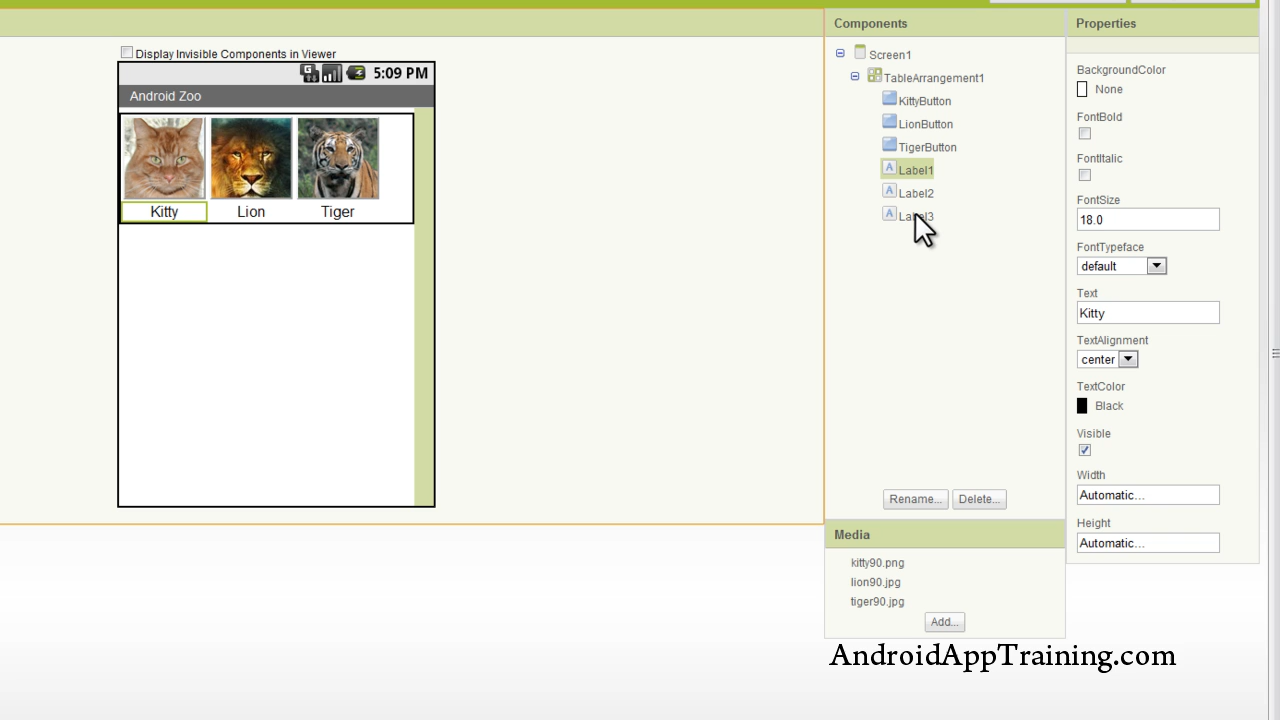 Components
Properties
Display Invisible Components in Viewer
5:09 PM
Android Zoo
Kitty
Lion
Tiger
Screen1
TableArrangement1
KittyButton
LionButton
TigerButton
Label1
Label2
Label3
Rename...
Delete...
Media
kitty90.png
lion90.jpg
tiger90.jpg
Add...
BackgroundColor
None
FontBold
FontItalic
FontSize
18.0
FontTypeface
default
Text
Kitty
TextAlignment
center
TextColor
Black
Visible
Width
Automatic...
Height
Automatic...
AndroidAppTraining.com